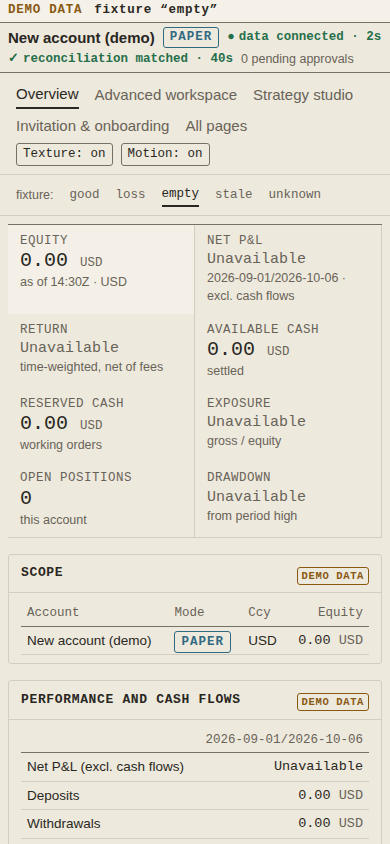 DEMO DATA fixture “empty”
New account (demo) PAPER ● data connected · 2s
✓ reconciliation matched · 40s 0 pending approvals
Overview Advanced workspace Strategy studio
Invitation & onboarding All pages
Texture: on Motion: on
fixture: good loss empty stale unknown
EQUITY
0.00 USD
as of 14:30Z · USD
NET P&L
Unavailable
2026-09-01/2026-10-06 ·
excl. cash flows
RETURN
Unavailable
time-weighted, net of fees
AVAILABLE CASH
0.00 USD
settled
RESERVED CASH
0.00 USD
working orders
EXPOSURE
Unavailable
gross / equity
OPEN POSITIONS
0
this account
DRAWDOWN
Unavailable
from period high
SCOPE DEMO DATA
Account Mode Ccy Equity
New account (demo) PAPER USD 0.00 USD
PERFORMANCE AND CASH FLOWS DEMO DATA
2026-09-01/2026-10-06
Net P&L (excl. cash flows) Unavailable
Deposits 0.00 USD
Withdrawals 0.00 USD